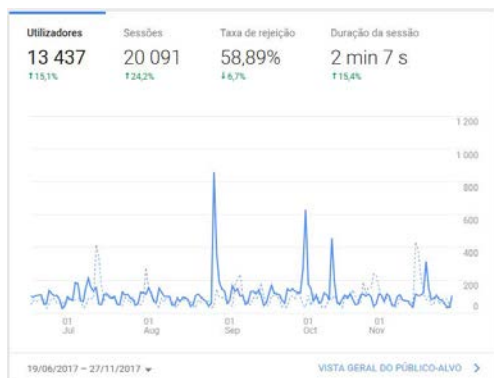 Utilizadores Sessões Taxa de rejeição Duração da sessão
13 437 20 091 58,89% 2 min 7 s
↑15,1% ↑24,2% ↓6,7% ↑15,4%
1 200
1 000
800
600
400
200
0
01 01 01 01 01
Jul Aug Sep Oct Nov
19/06/2017 – 27/11/2017 VISTA GERAL DO PÚBLICO-ALVO